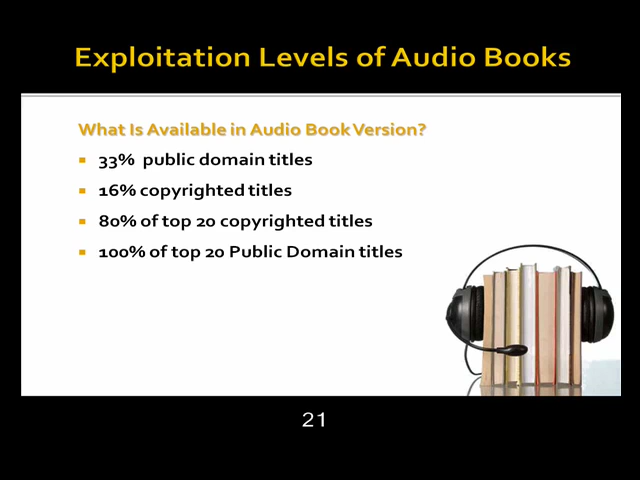 Exploitation Levels of Audio Books
What Is Available in Audio Book Version?
33% public domain titles
16% copyrighted titles
80% of top 20 copyrighted titles
100% of top 20 Public Domain titles
21